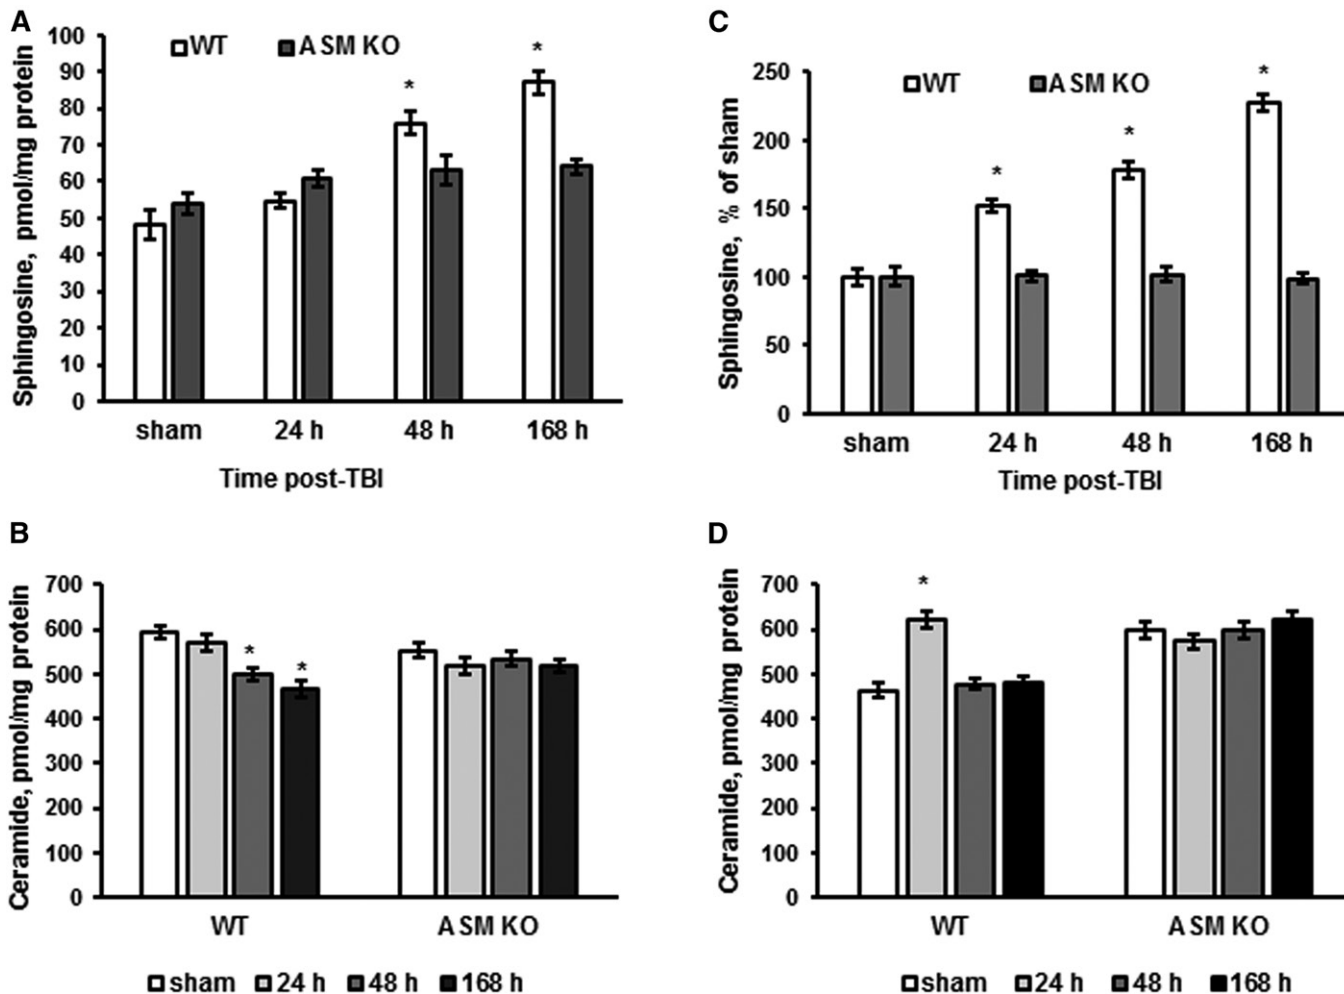 A
Sphingosine, pmol/mg protein
100
90
80
70
60
50
40
30
20
10
0
WT ASM KO
*
*
sham 24 h 48 h 168 h
Time post-TBI
C
Sphingosine, % of sham
250
200
150
100
50
0
WT ASM KO
*
*
*
sham 24 h 48 h 168 h
Time post-TBI
B
Ceramide, pmol/mg protein
700
600
500
400
300
200
100
0
*
*
WT ASM KO
sham 24 h 48 h 168 h
D
Ceramide, pmol/mg protein
700
600
500
400
300
200
100
0
*
WT ASM KO
sham 24 h 48 h 168 h